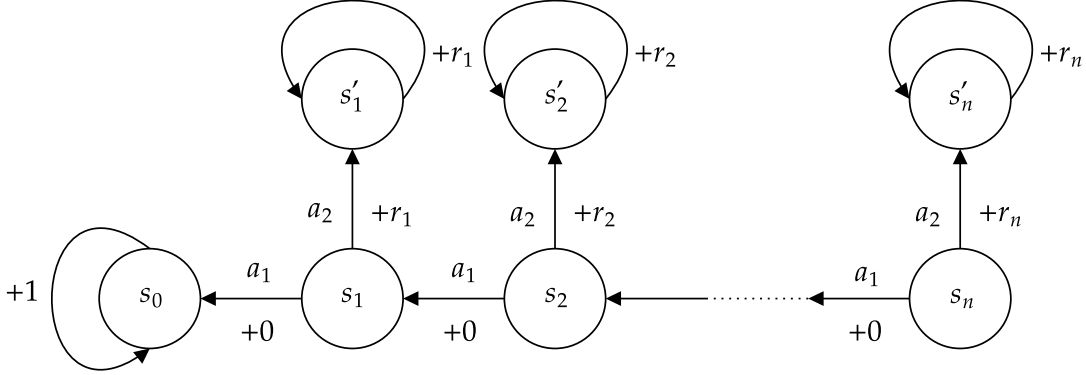 +r₁ +r₂ +rₙ
s′₁ s′₂ s′ₙ
a₂ +r₁ a₂ +r₂ a₂ +rₙ
a₁ a₁ a₁
+1 s₀ s₁ s₂ sₙ
+0 +0 +0